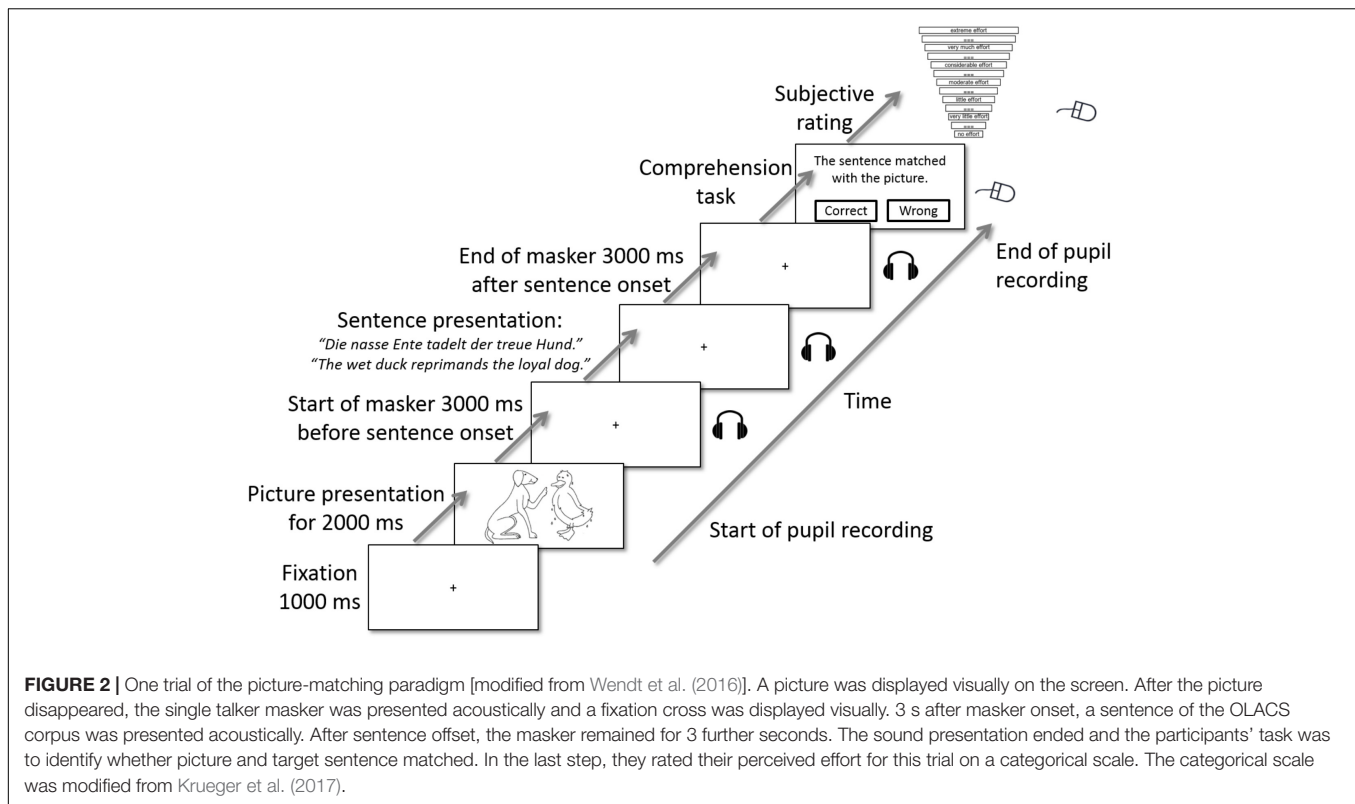 extreme effort
===
very much effort
===
considerable effort
===
moderate effort
===
little effort
===
very little effort
===
no effort
Subjective
rating
The sentence matched
with the picture.
Correct Wrong
Comprehension
task
End of masker 3000 ms
after sentence onset
End of pupil
recording
Sentence presentation:
“Die nasse Ente tadelt der treue Hund.”
“The wet duck reprimands the loyal dog.”
Start of masker 3000 ms
before sentence onset
Time
Picture presentation
for 2000 ms
Start of pupil recording
Fixation
1000 ms
FIGURE 2 | One trial of the picture-matching paradigm [modified from Wendt et al. (2016)]. A picture was displayed visually on the screen. After the picture
disappeared, the single talker masker was presented acoustically and a fixation cross was displayed visually. 3 s after masker onset, a sentence of the OLACS
corpus was presented acoustically. After sentence offset, the masker remained for 3 further seconds. The sound presentation ended and the participants’ task was
to identify whether picture and target sentence matched. In the last step, they rated their perceived effort for this trial on a categorical scale. The categorical scale
was modified from Krueger et al. (2017).